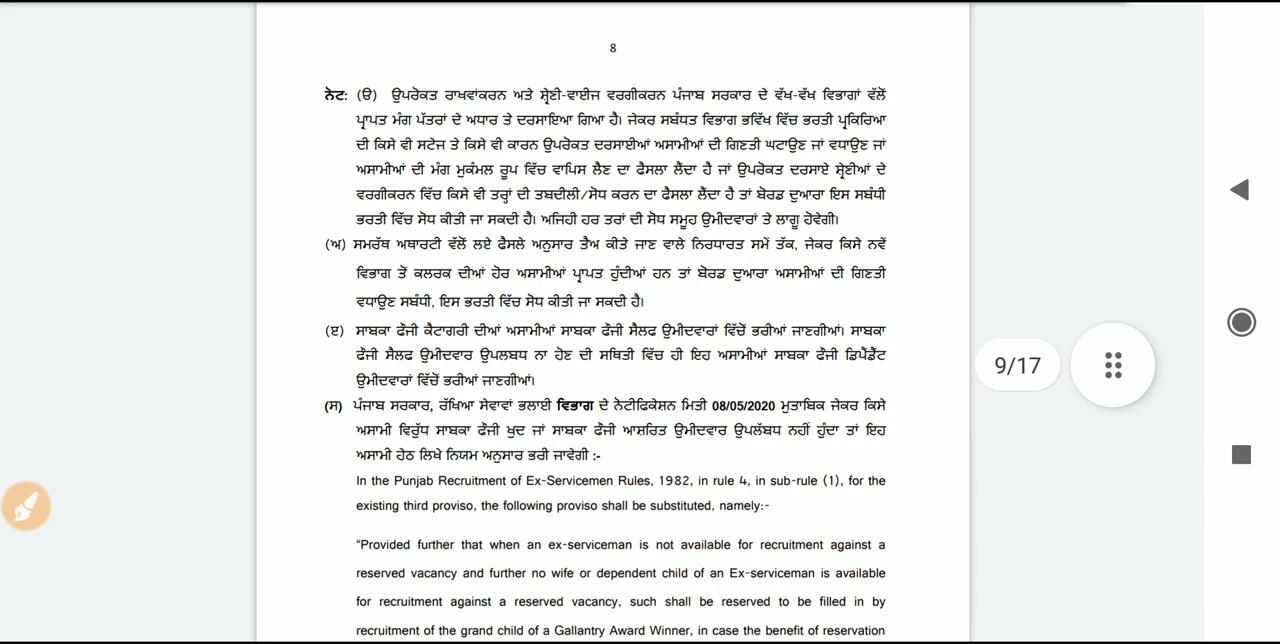 8
ਨੋਟ: (ੳ) ਉਪਰੋਕਤ ਰਾਖਵਾਂਕਰਨ ਅਤੇ ਸ਼੍ਰੇਣੀ-ਵਾਈਜ ਵਰਗੀਕਰਨ ਪੰਜਾਬ ਸਰਕਾਰ ਦੇ ਵੱਖ-ਵੱਖ ਵਿਭਾਗਾਂ ਵੱਲੋਂ
ਪ੍ਰਾਪਤ ਮੰਗ ਪੱਤਰਾਂ ਦੇ ਅਧਾਰ ਤੇ ਦਰਸਾਇਆ ਗਿਆ ਹੈ। ਜੇਕਰ ਸਬੰਧਤ ਵਿਭਾਗ ਭਵਿੱਖ ਵਿੱਚ ਭਰਤੀ ਪ੍ਰਕਿਰਿਆ
ਦੀ ਕਿਸੇ ਵੀ ਸਟੇਜ ਤੇ ਕਿਸੇ ਵੀ ਕਾਰਨ ਉਪਰੋਕਤ ਦਰਸਾਈਆਂ ਅਸਾਮੀਆਂ ਦੀ ਗਿਣਤੀ ਘਟਾਉਣ ਜਾਂ ਵਧਾਉਣ ਜਾਂ
ਅਸਾਮੀਆਂ ਦੀ ਮੰਗ ਮੁਕੰਮਲ ਰੂਪ ਵਿੱਚ ਵਾਪਿਸ ਲੈਣ ਦਾ ਫੈਸਲਾ ਲੈਂਦਾ ਹੈ ਜਾਂ ਉਪਰੋਕਤ ਦਰਸਾਏ ਸ਼੍ਰੇਣੀਆਂ ਦੇ
ਵਰਗੀਕਰਨ ਵਿੱਚ ਕਿਸੇ ਵੀ ਤਰ੍ਹਾਂ ਦੀ ਤਬਦੀਲੀ/ਸੋਧ ਕਰਨ ਦਾ ਫੈਸਲਾ ਲੈਂਦਾ ਹੈ ਤਾਂ ਬੋਰਡ ਦੁਆਰਾ ਇਸ ਸਬੰਧੀ
ਭਰਤੀ ਵਿੱਚ ਸੋਧ ਕੀਤੀ ਜਾ ਸਕਦੀ ਹੈ। ਅਜਿਹੀ ਹਰ ਤਰਾਂ ਦੀ ਸੋਧ ਸਮੂਹ ਉਮੀਦਵਾਰਾਂ ਤੇ ਲਾਗੂ ਹੋਵੇਗੀ।
(ਅ) ਸਮਰੱਥ ਅਥਾਰਟੀ ਵੱਲੋਂ ਲਏ ਫੈਸਲੇ ਅਨੁਸਾਰ ਤੈਅ ਕੀਤੇ ਜਾਣ ਵਾਲੇ ਨਿਰਧਾਰਤ ਸਮੇਂ ਤੱਕ, ਜੇਕਰ ਕਿਸੇ ਨਵੇਂ
ਵਿਭਾਗ ਤੋਂ ਕਲਰਕ ਦੀਆਂ ਹੋਰ ਅਸਾਮੀਆਂ ਪ੍ਰਾਪਤ ਹੁੰਦੀਆਂ ਹਨ ਤਾਂ ਬੋਰਡ ਦੁਆਰਾ ਅਸਾਮੀਆਂ ਦੀ ਗਿਣਤੀ
ਵਧਾਉਣ ਸਬੰਧੀ, ਇਸ ਭਰਤੀ ਵਿੱਚ ਸੋਧ ਕੀਤੀ ਜਾ ਸਕਦੀ ਹੈ।
(ੲ) ਸਾਬਕਾ ਫੌਜੀ ਕੈਟਾਗਰੀ ਦੀਆਂ ਅਸਾਮੀਆਂ ਸਾਬਕਾ ਫੌਜੀ ਸੈਲਫ ਉਮੀਦਵਾਰਾਂ ਵਿੱਚੋਂ ਭਰੀਆਂ ਜਾਣਗੀਆਂ। ਸਾਬਕਾ
ਫੌਜੀ ਸੈਲਫ ਉਮੀਦਵਾਰ ਉਪਲਬਧ ਨਾ ਹੋਣ ਦੀ ਸਥਿਤੀ ਵਿੱਚ ਹੀ ਇਹ ਅਸਾਮੀਆਂ ਸਾਬਕਾ ਫੌਜੀ ਡਿਪੈਂਡੈਂਟ
ਉਮੀਦਵਾਰਾਂ ਵਿੱਚੋਂ ਭਰੀਆਂ ਜਾਣਗੀਆਂ।
(ਸ) ਪੰਜਾਬ ਸਰਕਾਰ, ਰੱਖਿਆ ਸੇਵਾਵਾਂ ਭਲਾਈ ਵਿਭਾਗ ਦੇ ਨੋਟੀਫਿਕੇਸ਼ਨ ਮਿਤੀ 08/05/2020 ਮੁਤਾਬਿਕ ਜੇਕਰ ਕਿਸੇ
ਅਸਾਮੀ ਵਿਰੁੱਧ ਸਾਬਕਾ ਫੌਜੀ ਖੁਦ ਜਾਂ ਸਾਬਕਾ ਫੌਜੀ ਆਸ਼ਰਿਤ ਉਮੀਦਵਾਰ ਉਪਲੱਬਧ ਨਹੀਂ ਹੁੰਦਾ ਤਾਂ ਇਹ
ਅਸਾਮੀ ਹੇਠ ਲਿਖੇ ਨਿਯਮ ਅਨੁਸਾਰ ਭਰੀ ਜਾਵੇਗੀ :-
In the Punjab Recruitment of Ex-Servicemen Rules, 1982, in rule 4, in sub-rule (1), for the
existing third proviso, the following proviso shall be substituted, namely:-
“Provided further that when an ex-serviceman is not available for recruitment against a
reserved vacancy and further no wife or dependent child of an Ex-serviceman is available
for recruitment against a reserved vacancy, such shall be reserved to be filled in by
recruitment of the grand child of a Gallantry Award Winner, in case the benefit of reservation
9/17